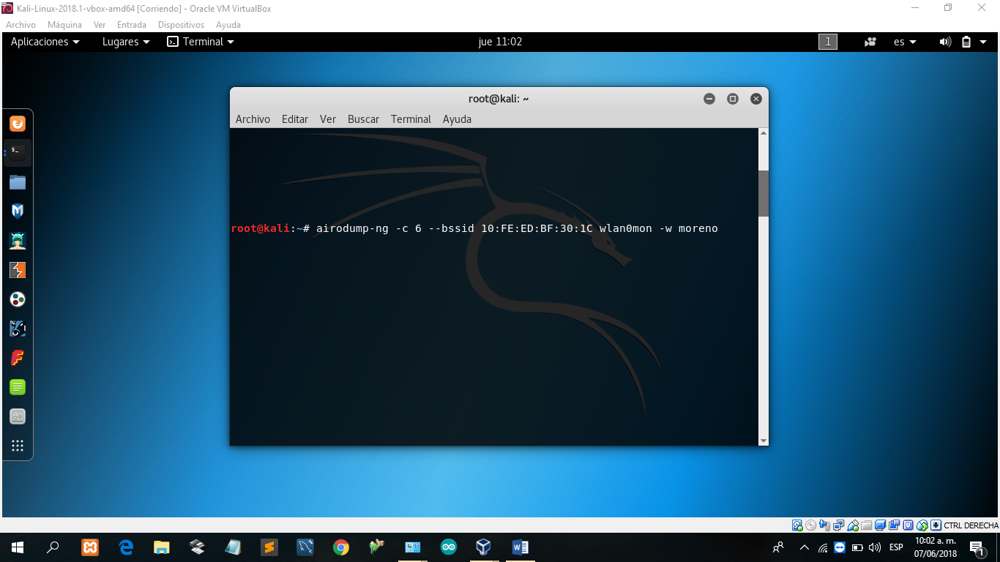 Kali-Linux-2018.1-vbox-amd64 [Corriendo] - Oracle VM VirtualBox
Archivo Máquina Ver Entrada Dispositivos Ayuda
Aplicaciones Lugares Terminal jue 11:02 1 es
root@kali: ~
Archivo Editar Ver Buscar Terminal Ayuda
root@kali:~# airodump-ng -c 6 --bssid 10:FE:ED:BF:30:1C wlan0mon -w moreno
CTRL DERECHA
ESP
10:02 a. m.
07/06/2018
1